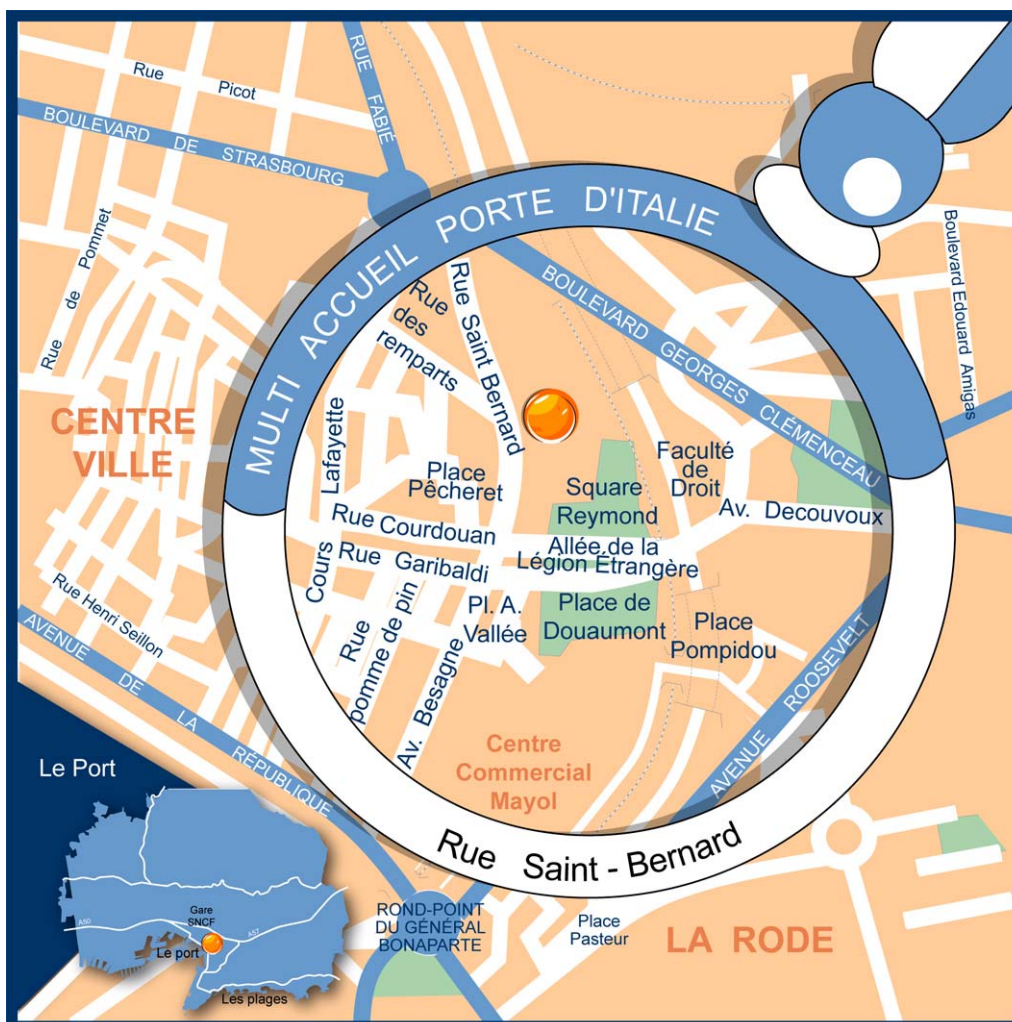 Rue Picot
RUE FABIÉ
BOULEVARD DE STRASBOURG
Rue de Pommet
MULTI ACCUEIL PORTE D'ITALIE
Boulevard Edouard Amigas
BOULEVARD GEORGES CLÉMENCEAU
Rue Saint Bernard
Rue
des
remparts
CENTRE
VILLE
Cours Lafayette
Place
Pêcheret
Square
Reymond
Faculté
de
Droit
Av. Decouvoux
Rue Courdouan
Rue Garibaldi
Allée de la
Légion Etrangère
Rue
pomme de pin
Pl. A.
Vallée
Av. Besagne
Place de
Douaumont
Place
Pompidou
Rue Henri Seillon
AVENUE DE LA RÉPUBLIQUE
AVENUE ROOSEVELT
Centre
Commercial
Mayol
Le Port
Rue Saint - Bernard
ROND-POINT
DU GÉNÉRAL
BONAPARTE
Place
Pasteur
LA RODE
Gare
SNCF
A50
A57
Le port
Les plages